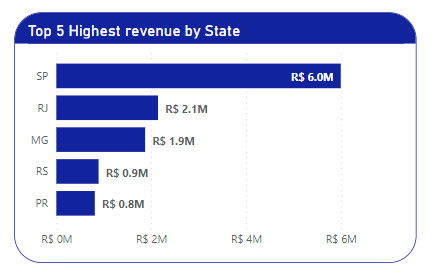 Top 5 Highest revenue by State
SP R$ 6.0M
RJ R$ 2.1M
MG R$ 1.9M
RS R$ 0.9M
PR R$ 0.8M
R$ 0M R$ 2M R$ 4M R$ 6M